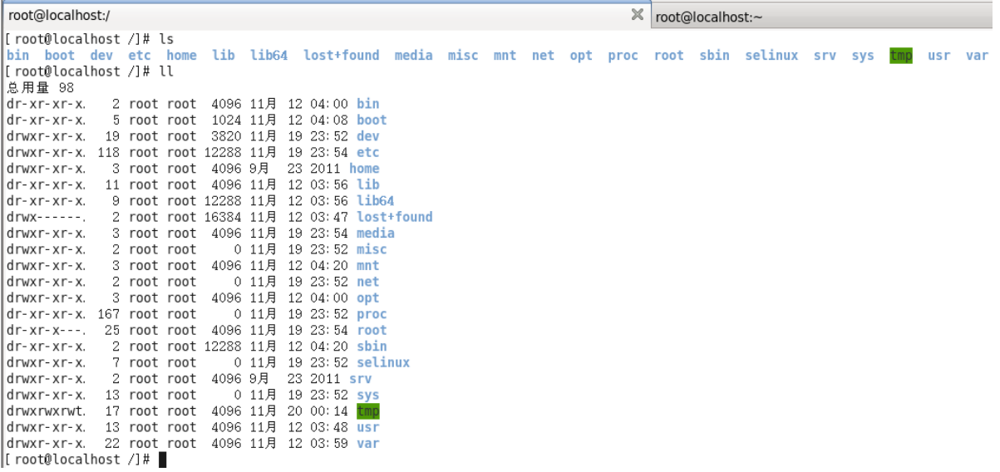 root@localhost:/
root@localhost:~
[root@localhost /]# ls
bin boot dev etc home lib lib64 lost+found media misc mnt net opt proc root sbin selinux srv sys tmp usr var
[root@localhost /]# ll
总用量 98
dr-xr-xr-x. 2 root root 4096 11月 12 04:00 bin
dr-xr-xr-x. 5 root root 1024 11月 12 04:08 boot
drwxr-xr-x. 19 root root 3820 11月 19 23:52 dev
drwxr-xr-x. 118 root root 12288 11月 19 23:54 etc
drwxr-xr-x. 3 root root 4096 9月 23 2011 home
dr-xr-xr-x. 11 root root 4096 11月 12 03:56 lib
dr-xr-xr-x. 9 root root 12288 11月 12 03:56 lib64
drwx------. 2 root root 16384 11月 12 03:47 lost+found
drwxr-xr-x. 3 root root 4096 11月 19 23:54 media
drwxr-xr-x. 2 root root 0 11月 19 23:52 misc
drwxr-xr-x. 3 root root 4096 11月 12 04:20 mnt
drwxr-xr-x. 2 root root 0 11月 19 23:52 net
drwxr-xr-x. 3 root root 4096 11月 12 04:00 opt
dr-xr-xr-x. 167 root root 0 11月 19 23:52 proc
dr-xr-x---. 25 root root 4096 11月 19 23:54 root
dr-xr-xr-x. 2 root root 12288 11月 12 04:20 sbin
drwxr-xr-x. 7 root root 0 11月 19 23:52 selinux
drwxr-xr-x. 2 root root 4096 9月 23 2011 srv
drwxr-xr-x. 13 root root 0 11月 19 23:52 sys
drwxrwxrwt. 17 root root 4096 11月 20 00:14 tmp
drwxr-xr-x. 13 root root 4096 11月 12 03:48 usr
drwxr-xr-x. 22 root root 4096 11月 12 03:59 var
[root@localhost /]#